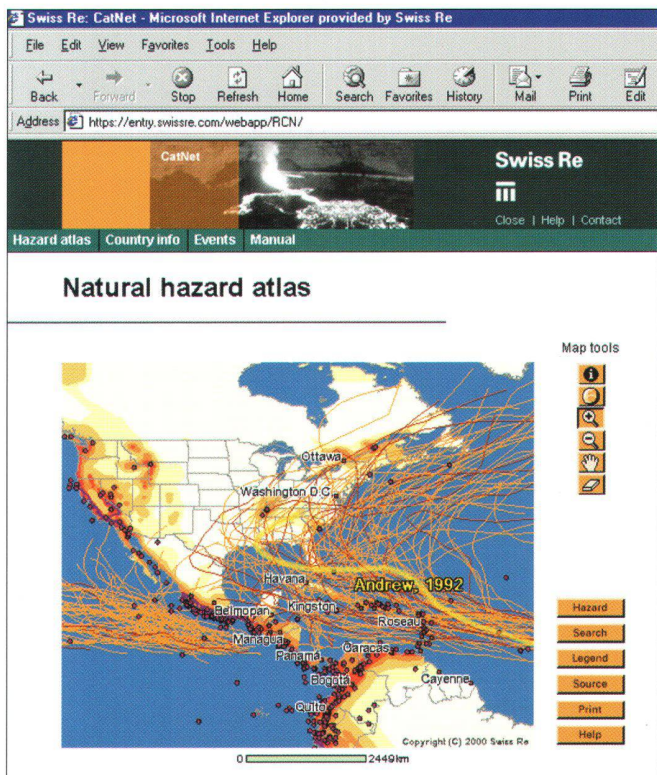 Swiss Re: CatNet - Microsoft Internet Explorer provided by Swiss Re
File Edit View Favorites Tools Help
Back Forward Stop Refresh Home Search Favorites History Mail Print Edit
Address https://entry.swissre.com/webapp/RCN/
CatNet
Swiss Re
Close | Help | Contact
Hazard atlas Country info Events Manual
Natural hazard atlas
Map tools
Ottawa
Washington D.C.
Havana
Andrew, 1992
Belmopan
Kingston
Roseau
Managua
Panamá
Caracas
Bogotá
Cayenne
Quito
Hazard
Search
Legend
Source
Print
Help
Copyright (C) 2000 Swiss Re
0 2449km